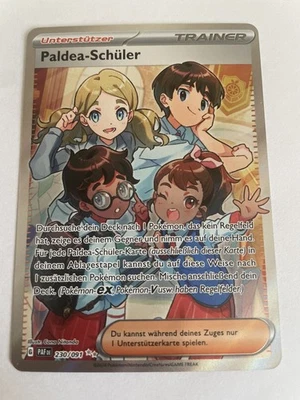 Unterstützer
TRAINER
Paldea-Schüler
Durchsuche dein Deck nach 1 Pokémon, das kein Regelfeld
hat, zeige es deinem Gegner und nimm es auf deine Hand.
Für jede Paldea-Schüler-Karte (ausschließlich dieser Karte) in
deinem Ablagestapel kannst du auf diese Weise nach
1 zusätzlichen Pokémon suchen. Mische anschließend dein
Deck. (Pokémon-ex, Pokémon-V usw. haben Regelfelder.)
Du kannst während deines Zuges nur
1 Unterstützerkarte spielen.
G PAF DE 230/091